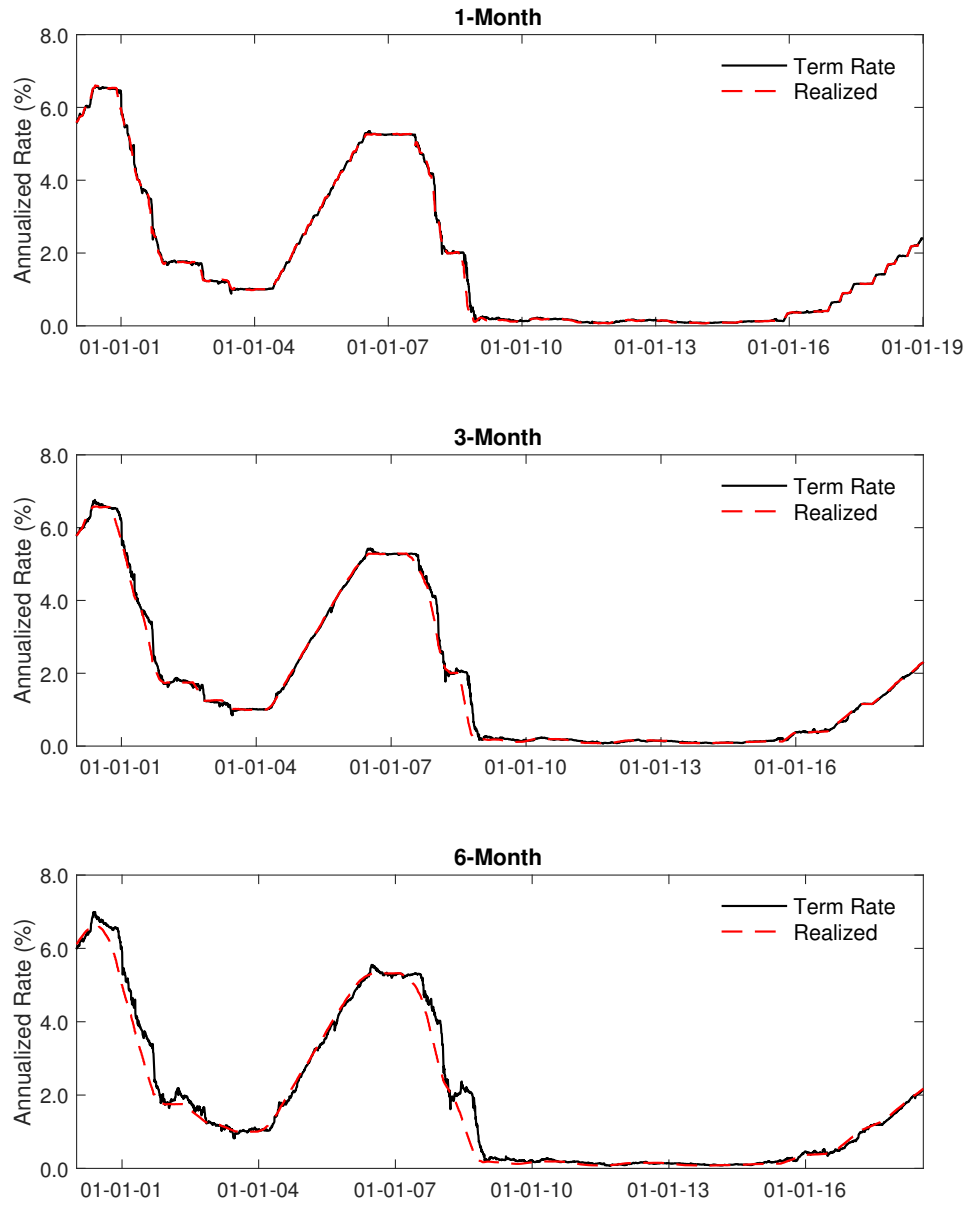 1-Month
8.0
6.0
4.0
2.0
0.0
Annualized Rate (%)
Term Rate
Realized
01-01-01 01-01-04 01-01-07 01-01-10 01-01-13 01-01-16 01-01-19
3-Month
8.0
6.0
4.0
2.0
0.0
Annualized Rate (%)
Term Rate
Realized
01-01-01 01-01-04 01-01-07 01-01-10 01-01-13 01-01-16
6-Month
8.0
6.0
4.0
2.0
0.0
Annualized Rate (%)
Term Rate
Realized
01-01-01 01-01-04 01-01-07 01-01-10 01-01-13 01-01-16